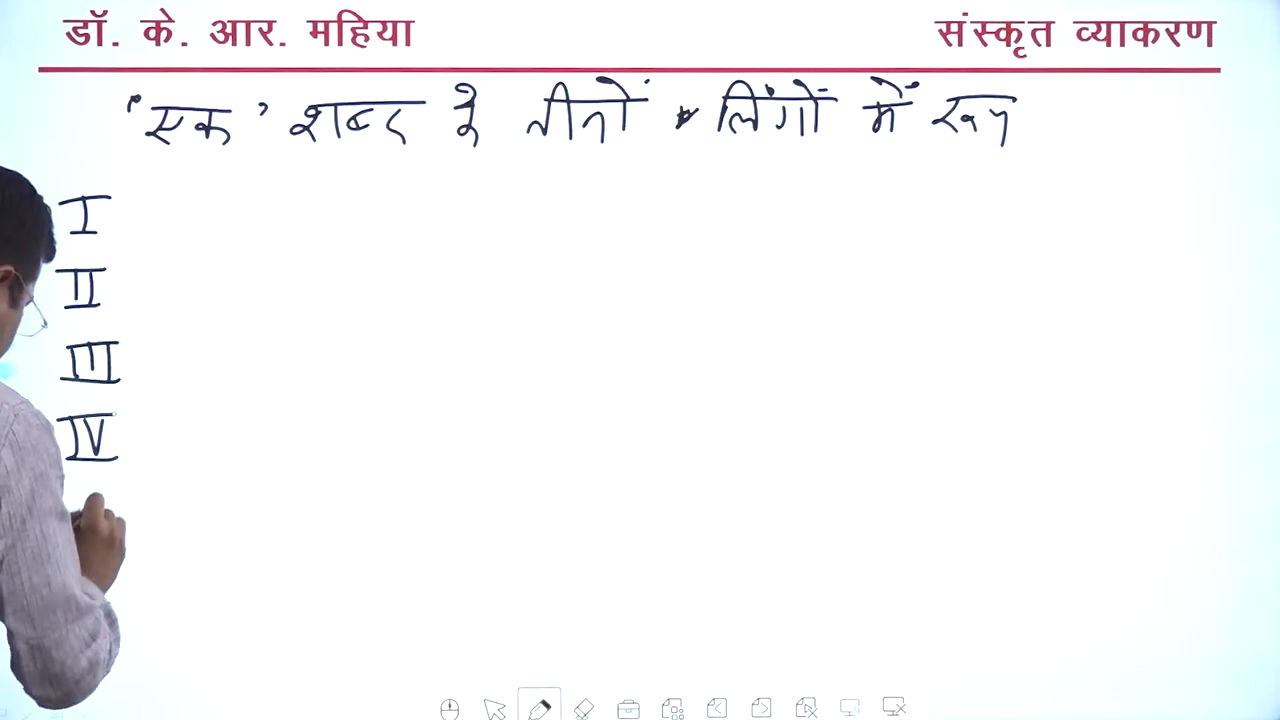 डॉ. के. आर. महिया
संस्कृत व्याकरण
'एक' शब्द के तीनों लिंगों में रूप
I
II
III
IV